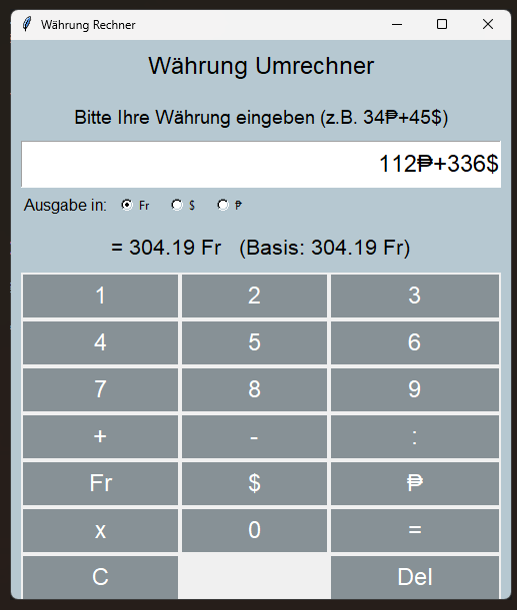 Währung Rechner
Währung Umrechner
Bitte Ihre Währung eingeben (z.B. 34₱+45$)
112₱+336$
Ausgabe in: Fr $ ₱
= 304.19 Fr (Basis: 304.19 Fr)
1 2 3
4 5 6
7 8 9
+ - :
Fr $ ₱
x 0 =
C Del